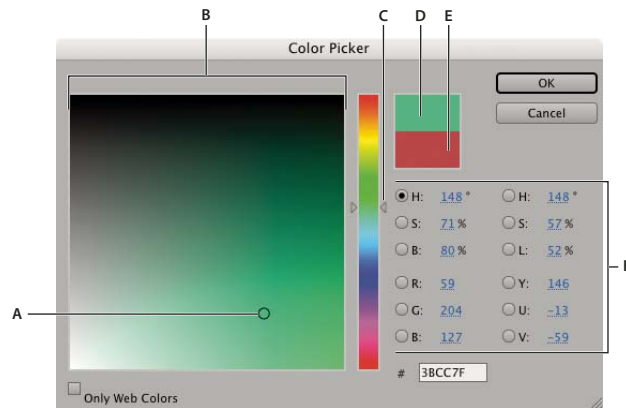 B
C
D
E
Color Picker
OK
Cancel
H: 148 °
H: 148 °
S: 71 %
S: 57 %
B: 80 %
L: 52 %
R: 59
Y: 146
G: 204
U: -13
B: 127
V: -59
A
# 3BCC7F
Only Web Colors